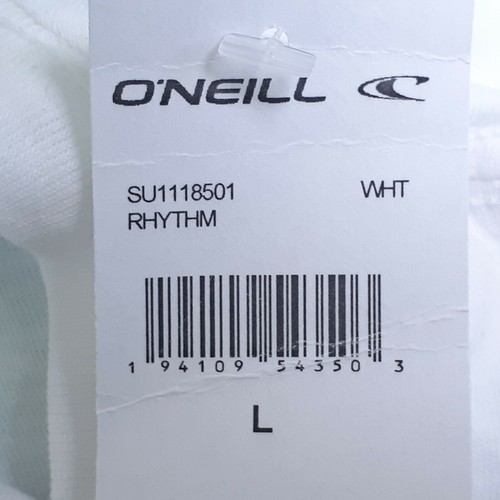 O'NEILL
SU1118501 WHT
RHYTHM
1 94109 54350 3
L